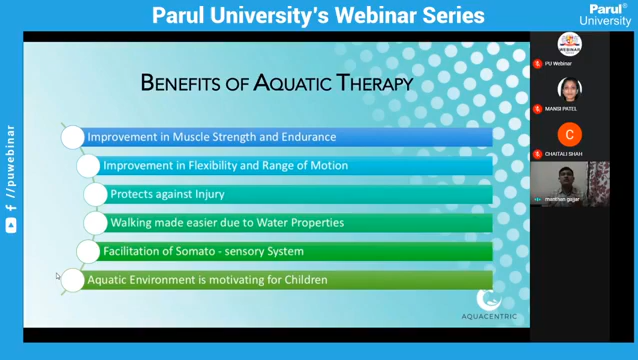 Parul University's Webinar Series
Parul®
University
BENEFITS OF AQUATIC THERAPY
Improvement in Muscle Strength and Endurance
Improvement in Flexibility and Range of Motion
Protects against Injury
Walking made easier due to Water Properties
Facilitation of Somato - sensory System
Aquatic Environment is motivating for Children
AQUACENTRIC
/puwebinar
WEBINAR
PU Webinar
MANSI PATEL
C
CHAITALI SHAH
manthan gajjar